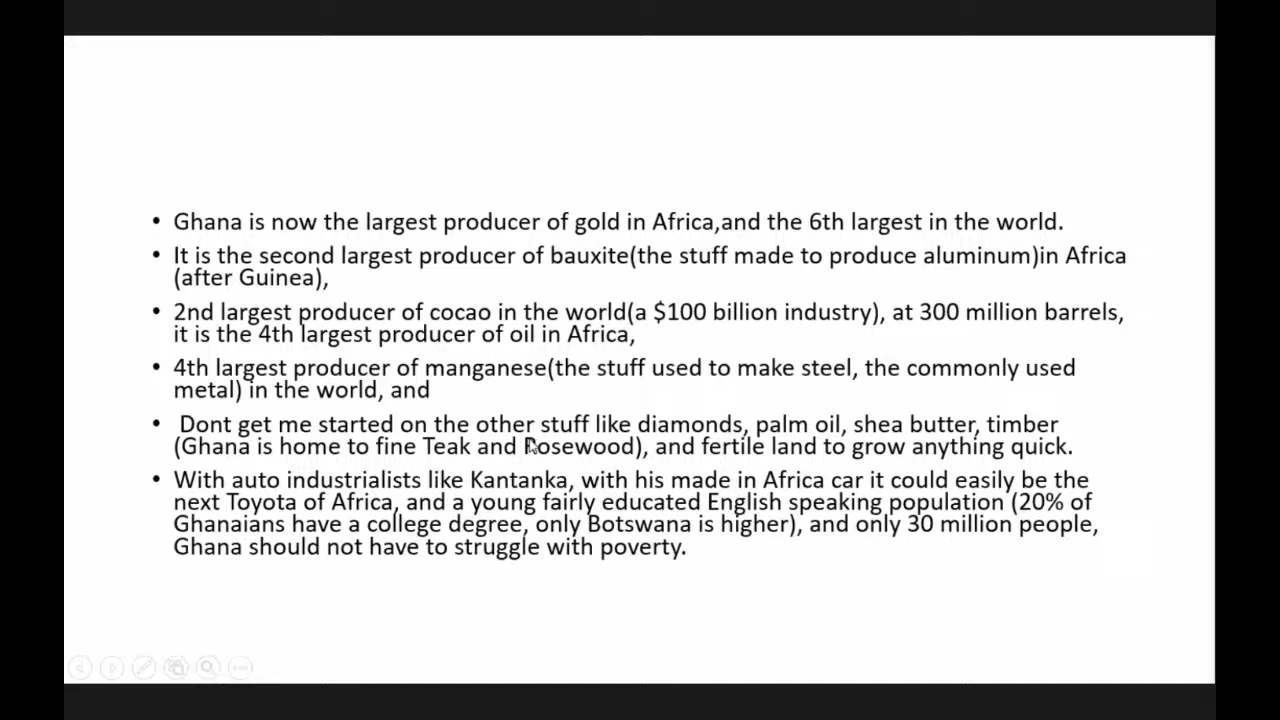 • Ghana is now the largest producer of gold in Africa,and the 6th largest in the world.
• It is the second largest producer of bauxite(the stuff made to produce aluminum)in Africa
(after Guinea),
• 2nd largest producer of cocao in the world(a $100 billion industry), at 300 million barrels,
it is the 4th largest producer of oil in Africa,
• 4th largest producer of manganese(the stuff used to make steel, the commonly used
metal) in the world, and
• Dont get me started on the other stuff like diamonds, palm oil, shea butter, timber
(Ghana is home to fine Teak and Rosewood), and fertile land to grow anything quick.
• With auto industrialists like Kantanka, with his made in Africa car it could easily be the
next Toyota of Africa, and a young fairly educated English speaking population (20% of
Ghanaians have a college degree, only Botswana is higher), and only 30 million people,
Ghana should not have to struggle with poverty.